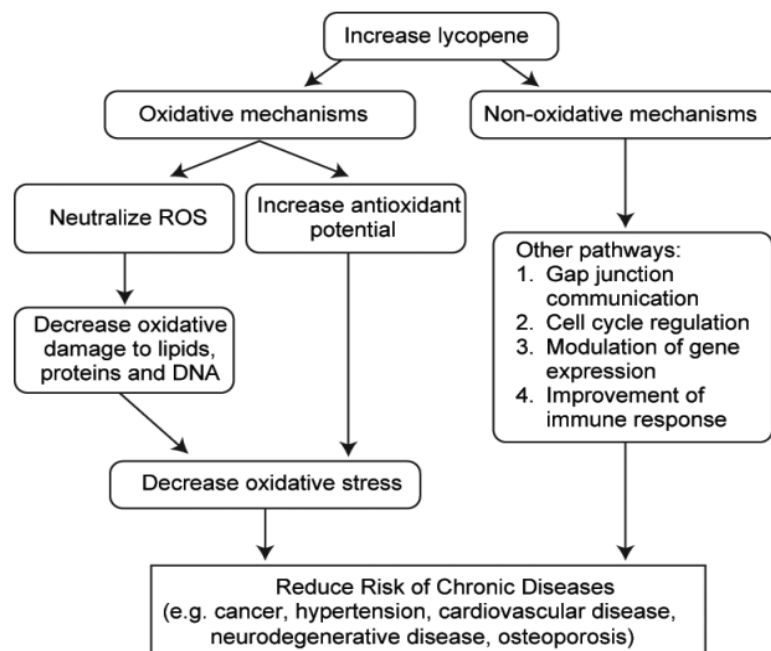 Increase lycopene
Oxidative mechanisms
Non-oxidative mechanisms
Neutralize ROS
Increase antioxidant
potential
Decrease oxidative
damage to lipids,
proteins and DNA
Other pathways:
1. Gap junction
communication
2. Cell cycle regulation
3. Modulation of gene
expression
4. Improvement of
immune response
Decrease oxidative stress
Reduce Risk of Chronic Diseases
(e.g. cancer, hypertension, cardiovascular disease,
neurodegenerative disease, osteoporosis)